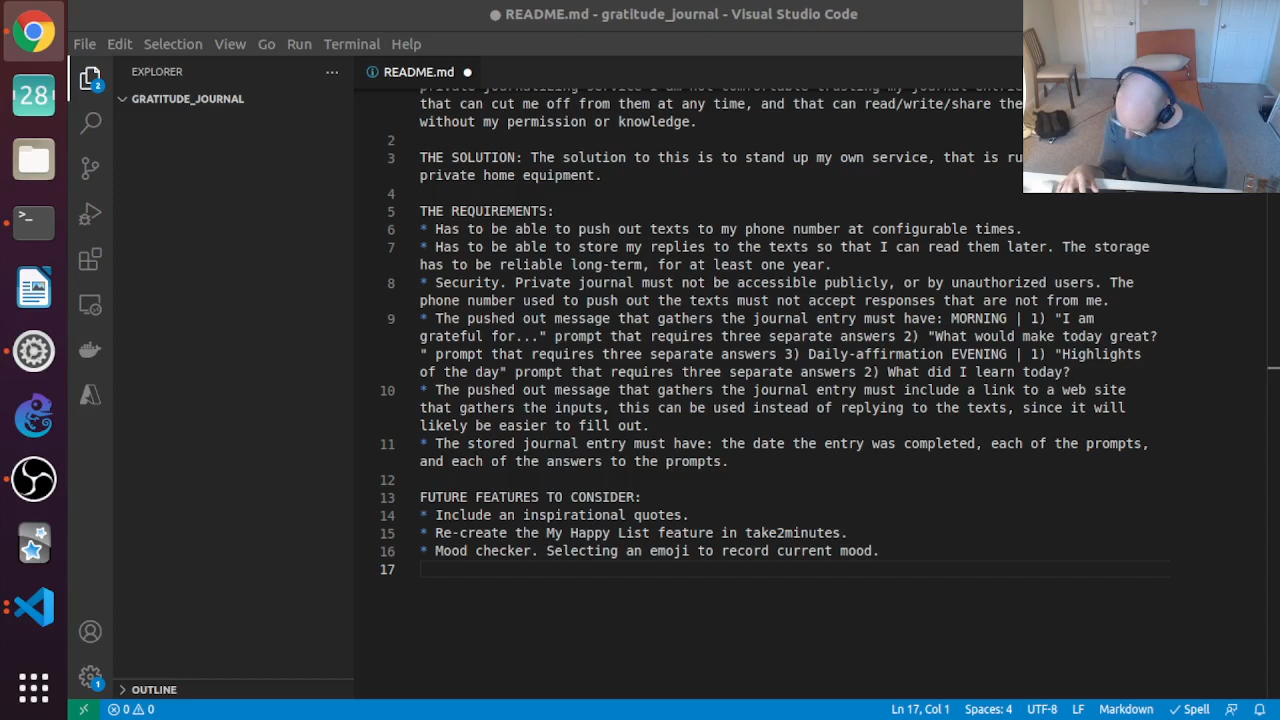 README.md - gratitude_journal - Visual Studio Code
File Edit Selection View Go Run Terminal Help
EXPLORER
README.md
GRATITUDE_JOURNAL
private journalizing service I am not comfortable trusting my journal
that can cut me off from them at any time, and that can read/write/share
without my permission or knowledge.
2
3 THE SOLUTION: The solution to this is to stand up my own service, that is
private home equipment.
4
5 THE REQUIREMENTS:
6 * Has to be able to push out texts to my phone number at configurable times.
7 * Has to be able to store my replies to the texts so that I can read them later. The storage
has to be reliable long-term, for at least one year.
8 * Security. Private journal must not be accessible publicly, or by unauthorized users. The
phone number used to push out the texts must not accept responses that are not from me.
9 * The pushed out message that gathers the journal entry must have: MORNING | 1) "I am
grateful for..." prompt that requires three separate answers 2) "What would make today great?
" prompt that requires three separate answers 3) Daily-affirmation EVENING | 1) "Highlights
of the day" prompt that requires three separate answers 2) What did I learn today?
10 * The pushed out message that gathers the journal entry must include a link to a web site
that gathers the inputs, this can be used instead of replying to the texts, since it will
likely be easier to fill out.
11 * The stored journal entry must have: the date the entry was completed, each of the prompts,
and each of the answers to the prompts.
12
13 FUTURE FEATURES TO CONSIDER:
14 * Include an inspirational quotes.
15 * Re-create the My Happy List feature in take2minutes.
16 * Mood checker. Selecting an emoji to record current mood.
17
28
2
1
OUTLINE
0 0
Ln 17, Col 1 Spaces: 4 UTF-8 LF Markdown Spell